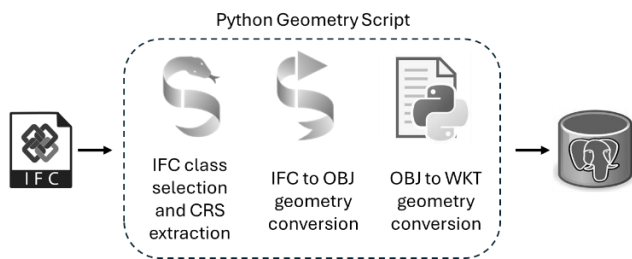 Python Geometry Script
IFC
IFC class
selection
and CRS
extraction
IFC to OBJ
geometry
conversion
OBJ to WKT
geometry
conversion